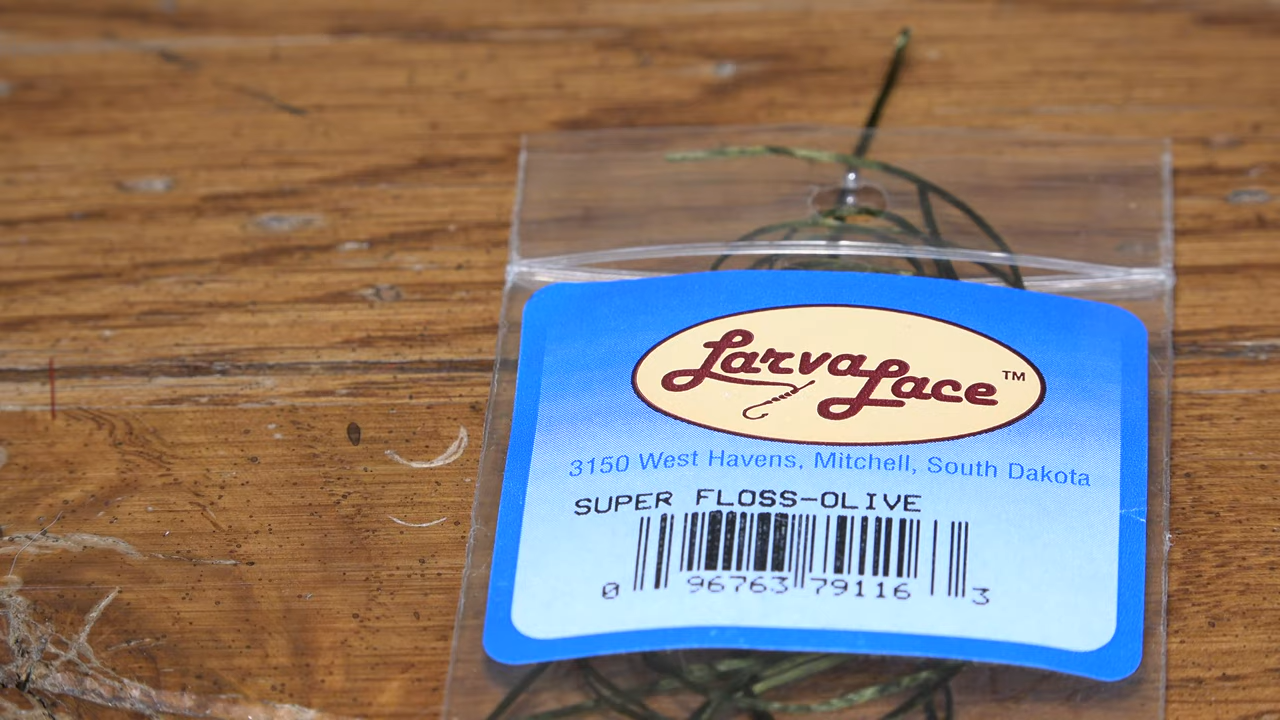 LarvaLace™
3150 West Havens, Mitchell, South Dakota
SUPER FLOSS-OLIVE
0 96763 79116 3